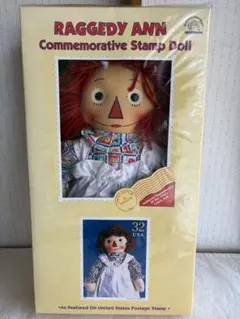 RAGGEDY ANN
Commemorative Stamp Doll
32
USA
•As Featured On United States Postage Stamp•